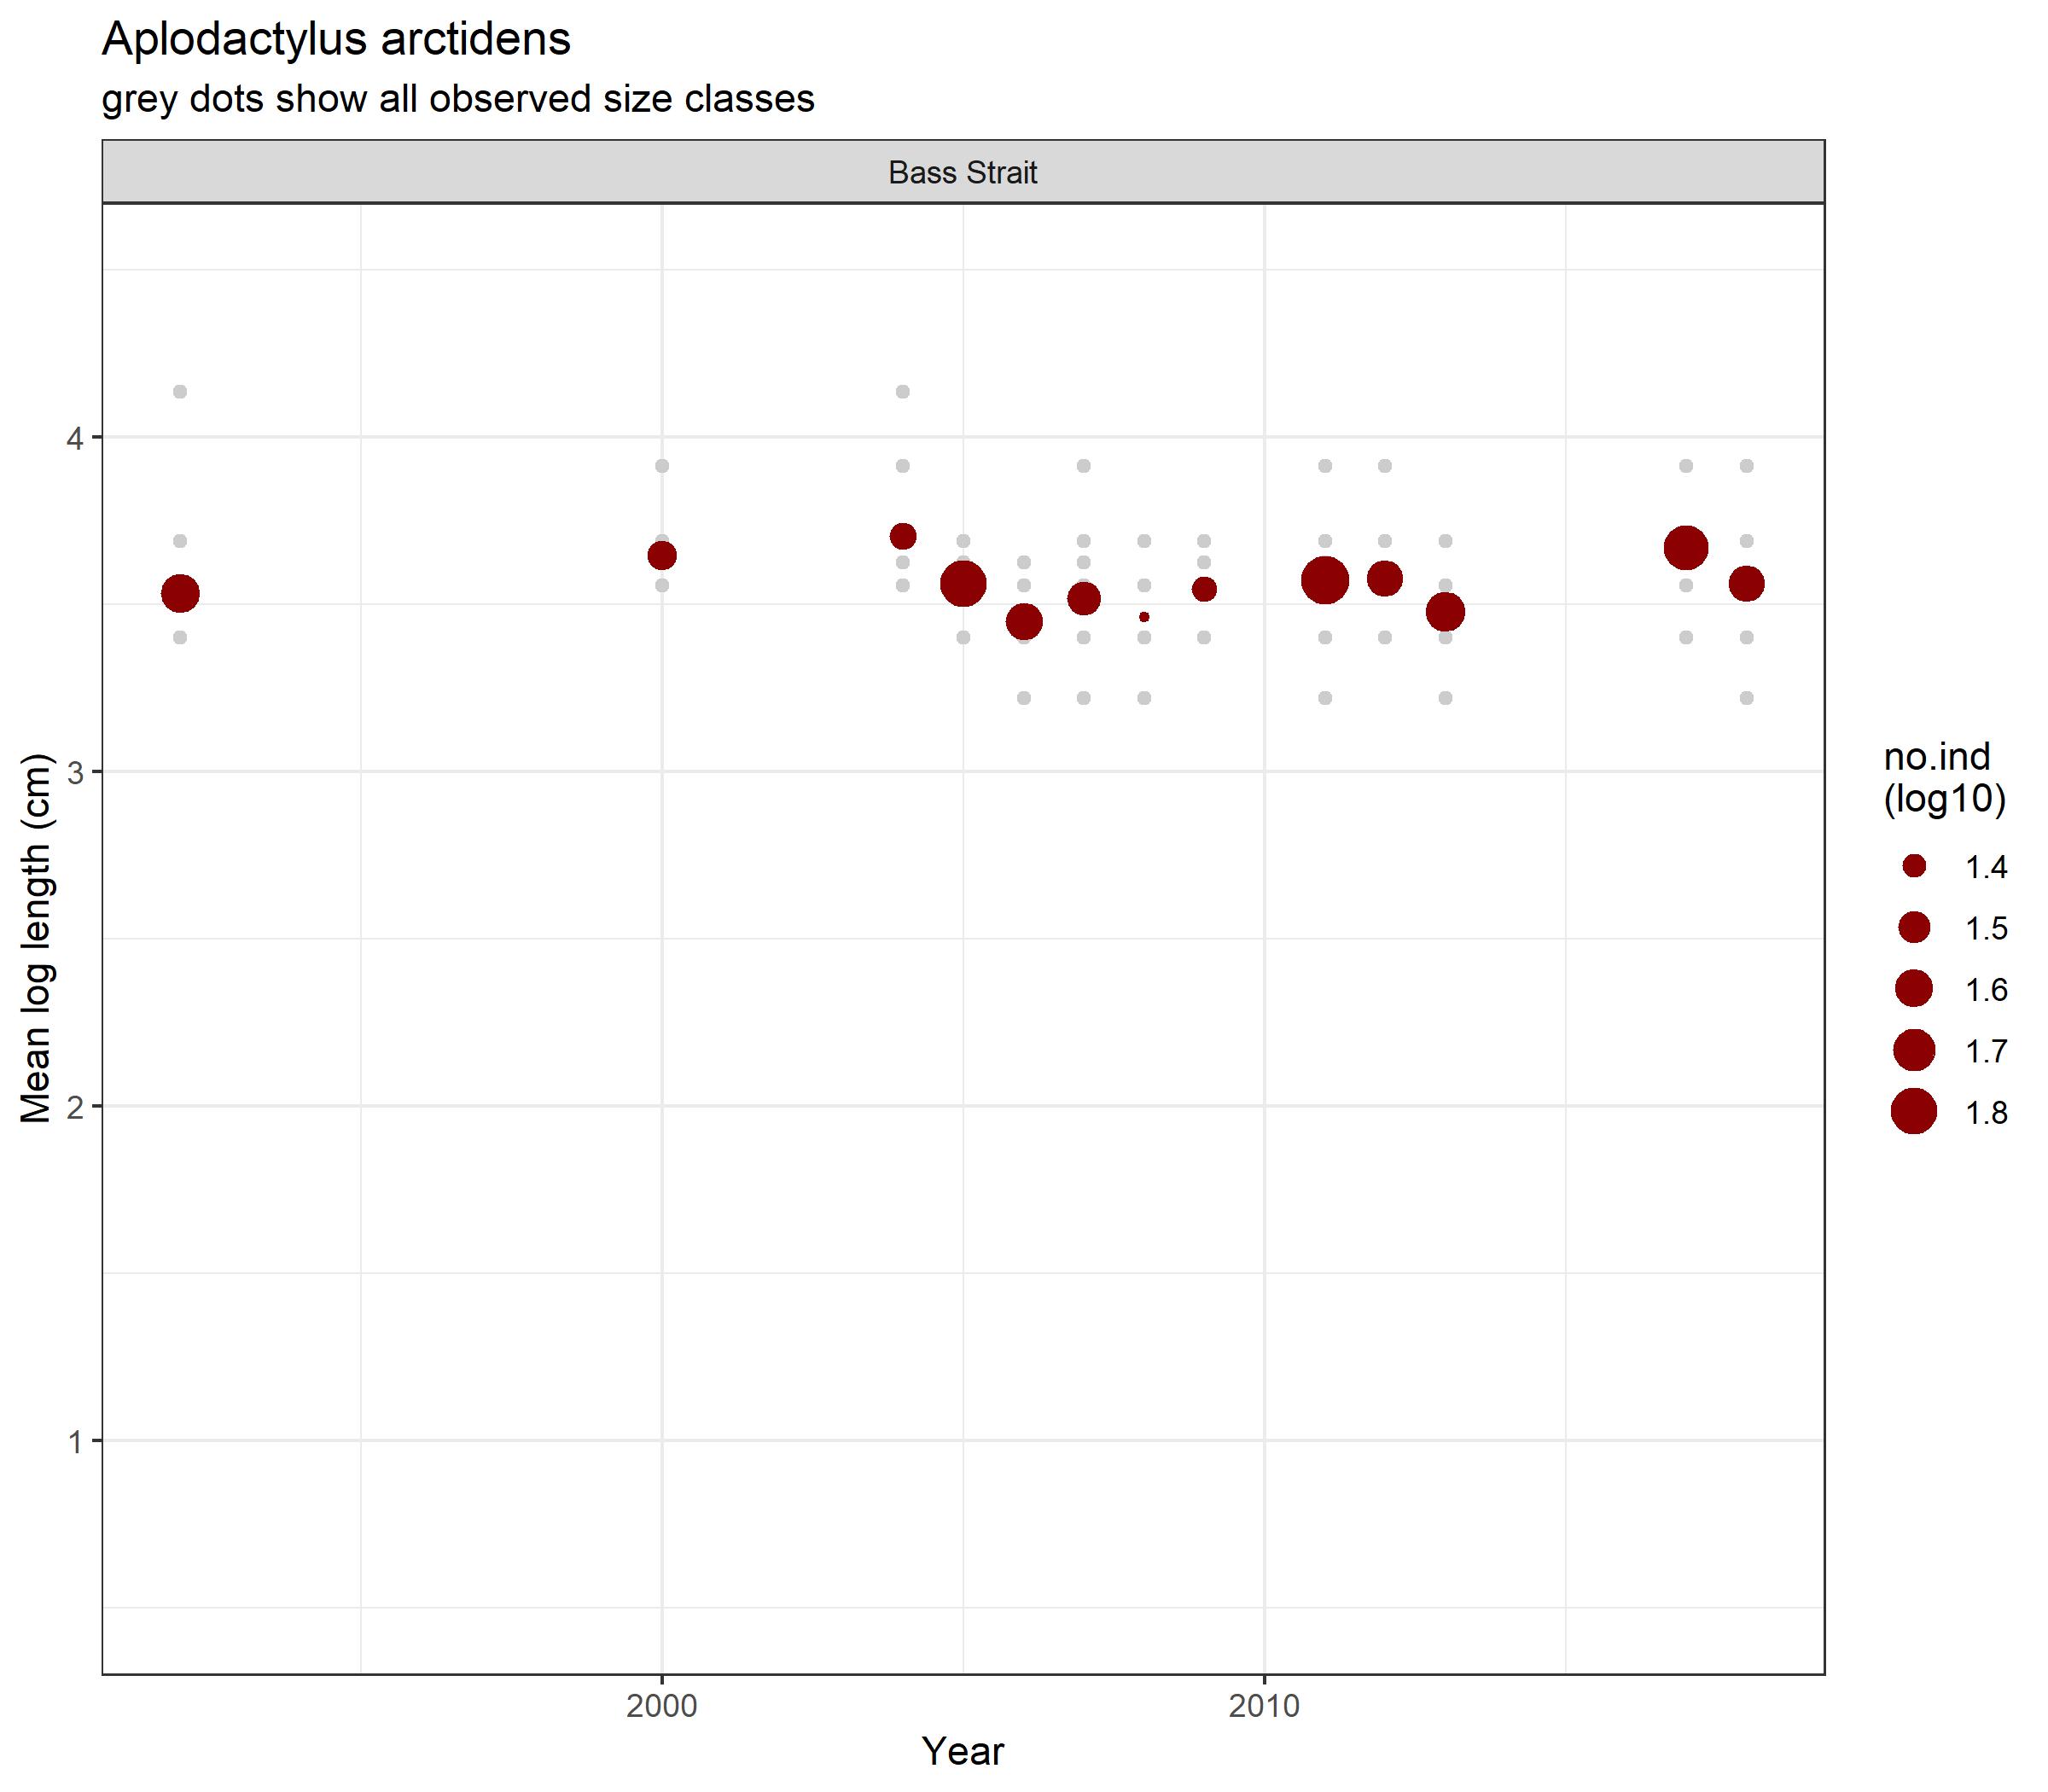 Aplodactylus arctidens
grey dots show all observed size classes
Bass Strait
Mean log length (cm)
4
3
2
1
2000
2010
Year
no.ind
(log10)
1.4
1.5
1.6
1.7
1.8